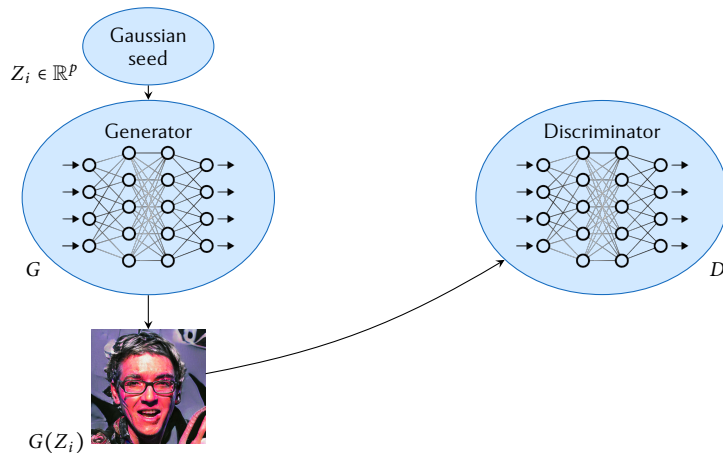 Gaussian
seed
Z_i ∈ ℝ^p
Generator
Discriminator
G
D
G(Z_i)